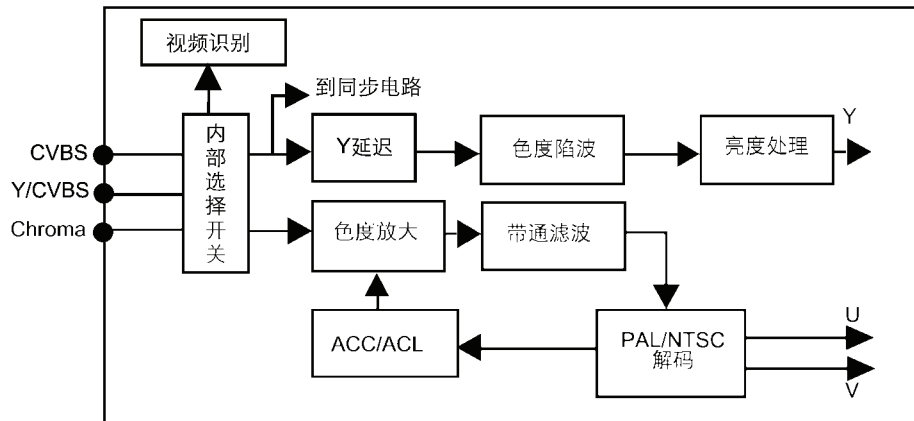 视频识别
到同步电路
CVBS
Y/CVBS
Chroma
内部选择开关
Y延迟
色度陷波
亮度处理
Y
色度放大
带通滤波
ACC/ACL
PAL/NTSC
解码
U
V